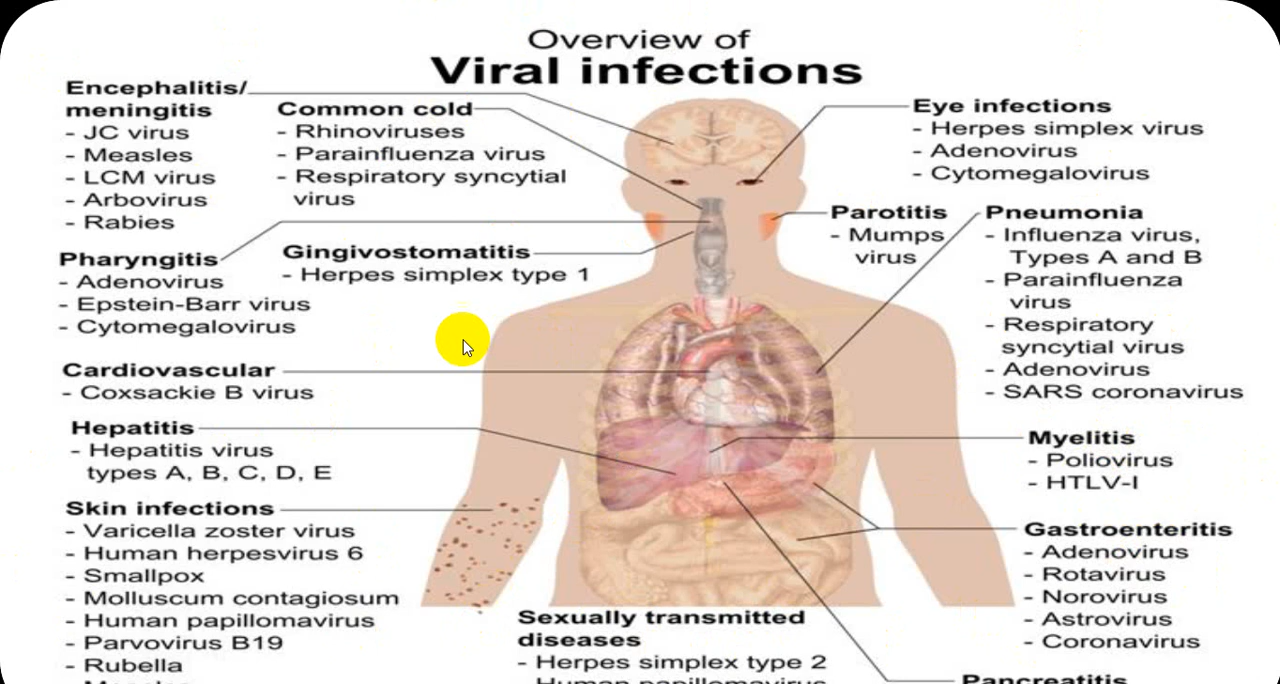 Overview of
Viral infections
Encephalitis/
meningitis
- JC virus
- Measles
- LCM virus
- Arbovirus
- Rabies
Common cold
- Rhinoviruses
- Parainfluenza virus
- Respiratory syncytial
virus
Eye infections
- Herpes simplex virus
- Adenovirus
- Cytomegalovirus
Pharyngitis
- Adenovirus
- Epstein-Barr virus
- Cytomegalovirus
Gingivostomatitis
- Herpes simplex type 1
Parotitis
- Mumps
virus
Pneumonia
- Influenza virus,
Types A and B
- Parainfluenza
virus
- Respiratory
syncytial virus
- Adenovirus
- SARS coronavirus
Cardiovascular
- Coxsackie B virus
Hepatitis
- Hepatitis virus
types A, B, C, D, E
Myelitis
- Poliovirus
- HTLV-I
Skin infections
- Varicella zoster virus
- Human herpesvirus 6
- Smallpox
- Molluscum contagiosum
- Human papillomavirus
- Parvovirus B19
- Rubella
- Measles
Gastroenteritis
- Adenovirus
- Rotavirus
- Norovirus
- Astrovirus
- Coronavirus
Sexually transmitted
diseases
- Herpes simplex type 2
- Human papillomavirus
Pancreatitis